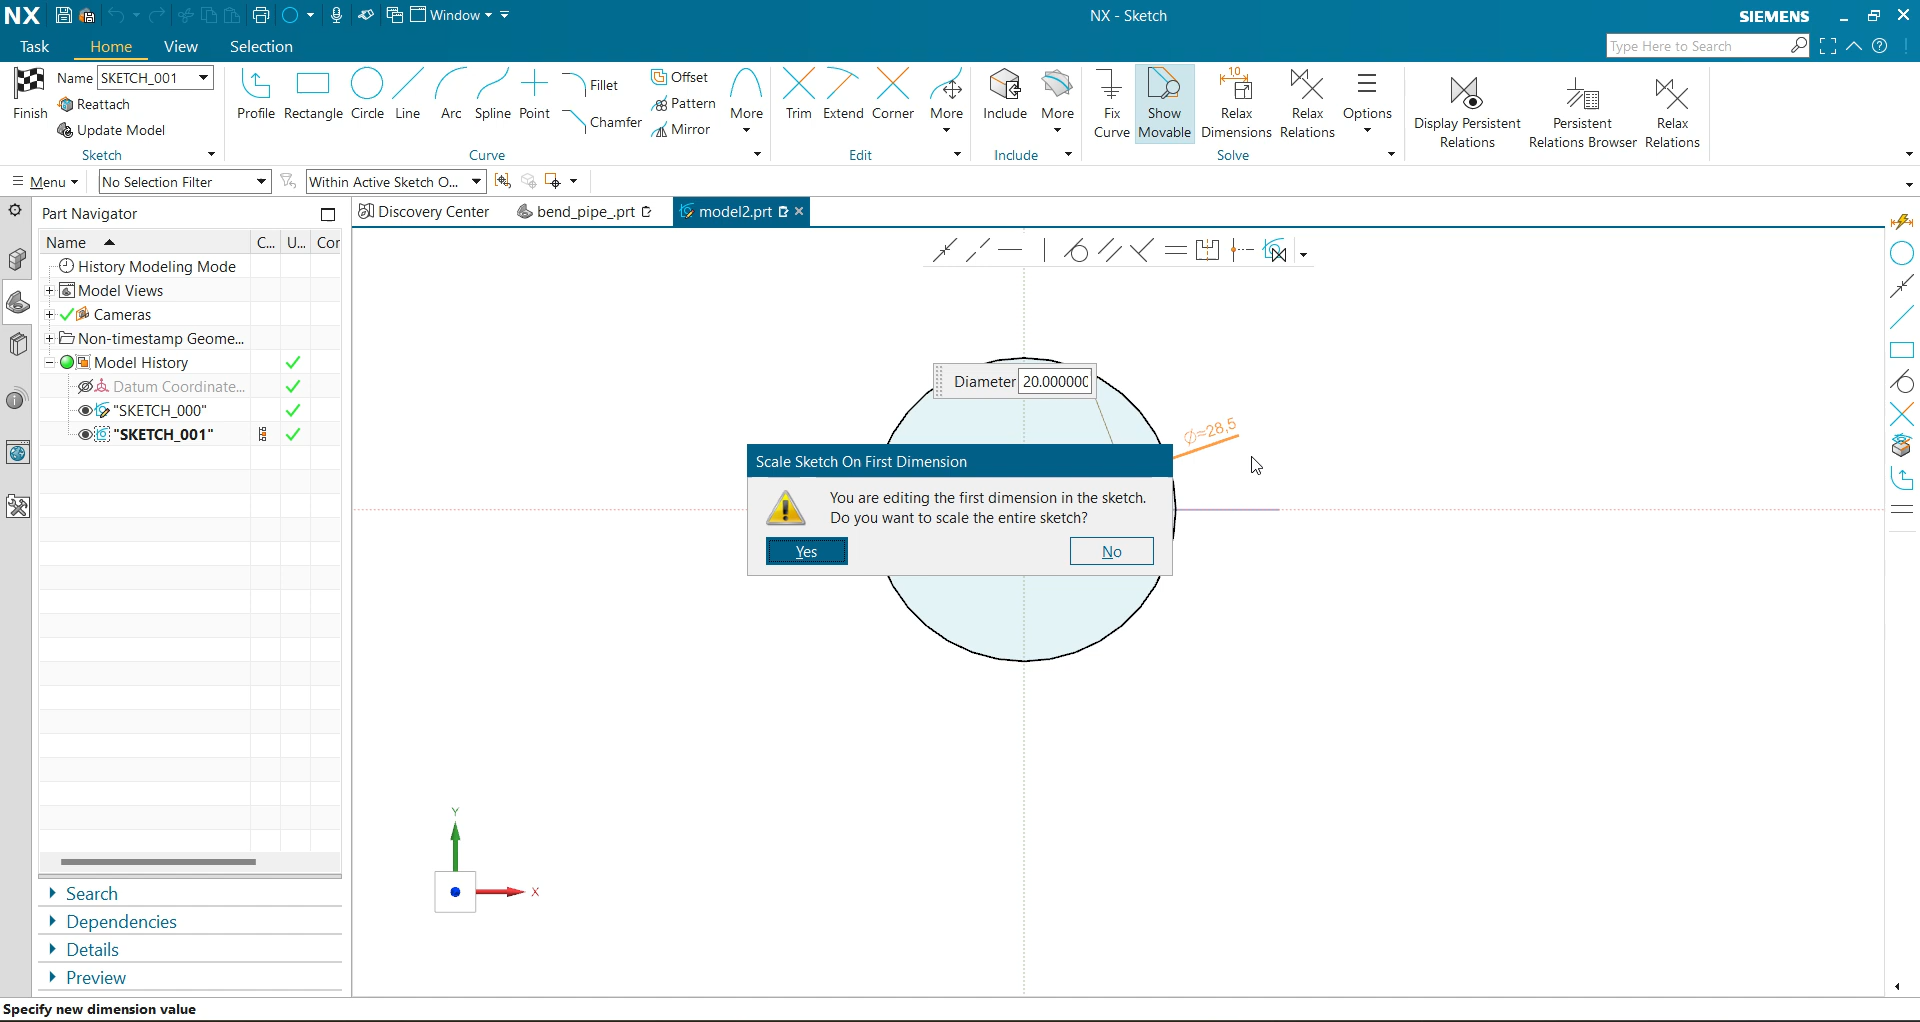 NX
Window
NX - Sketch
SIEMENS
Task
Home
View
Selection
Type Here to Search
Finish
Name
SKETCH_001
Reattach
Update Model
Sketch
Profile
Rectangle
Circle
Line
Arc
Spline
Point
Fillet
Chamfer
Offset
Pattern
Mirror
More
Curve
Trim
Extend
Corner
More
Edit
Include
More
Include
Fix
Curve
Show
Movable
1,0
Relax
Dimensions
Relax
Relations
Options
Solve
Display Persistent
Relations
Persistent
Relations Browser
Relax
Relations
Menu
No Selection Filter
Within Active Sketch O...
Part Navigator
Discovery Center
bend_pipe_.prt
model2.prt
Name
C...
U...
Cor
History Modeling Mode
Model Views
Cameras
Non-timestamp Geome...
Model History
Datum Coordinate...
"SKETCH_000"
"SKETCH_001"
Diameter
20.00000
∅≈28,5
Scale Sketch On First Dimension
You are editing the first dimension in the sketch.
Do you want to scale the entire sketch?
Yes
No
Y
X
Search
Dependencies
Details
Preview
Specify new dimension value